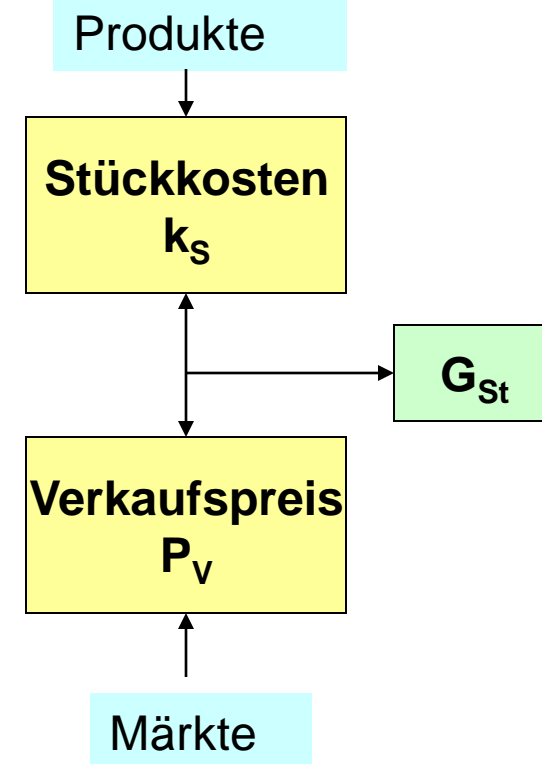 Produkte
Stückkosten
kS
GSt
Verkaufspreis
PV
Märkte